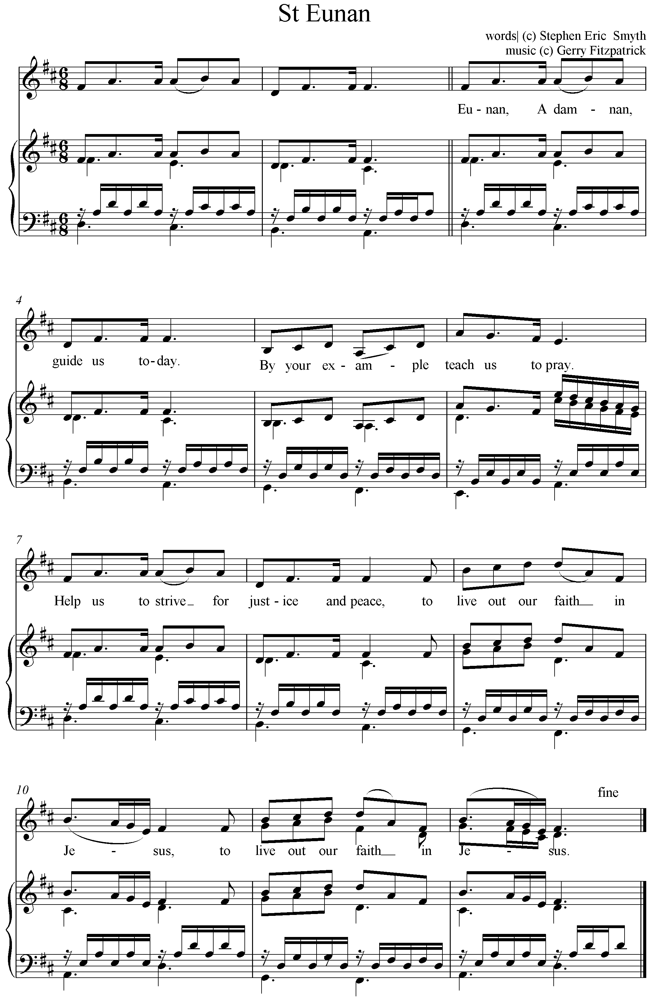 St Eunan
words| (c) Stephen Eric Smyth
music (c) Gerry Fitzpatrick
Eu - nan, A dam - nan,
4
guide us to - day. By your ex - am - ple teach us to pray.
7
Help us to strive for just - ice and peace, to live out our faith in
10
fine
Je - sus, to live out our faith in Je - sus.